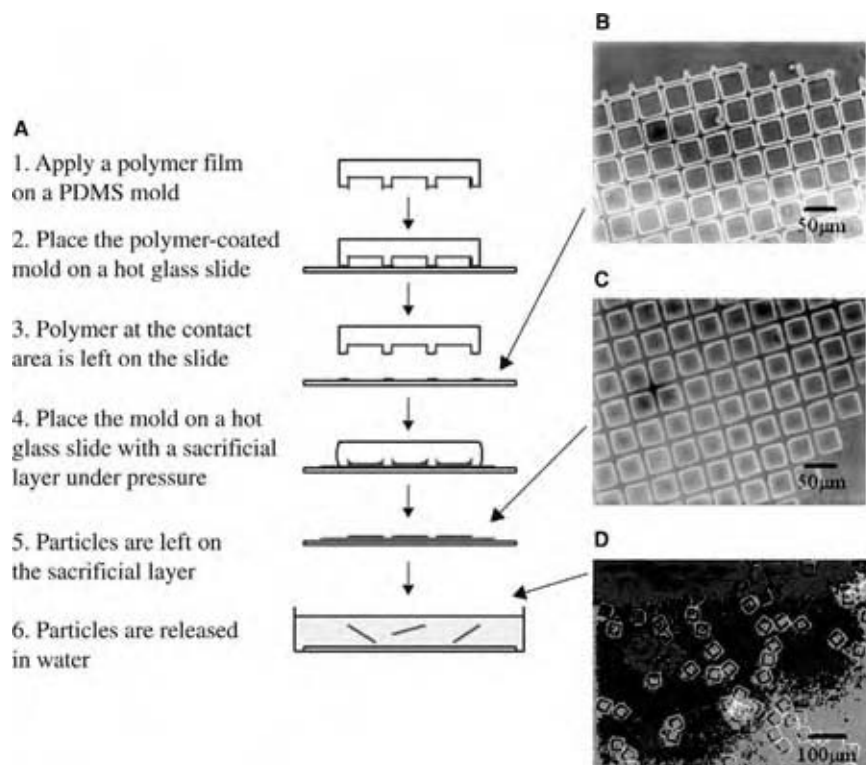 A
1. Apply a polymer film
on a PDMS mold
2. Place the polymer-coated
mold on a hot glass slide
3. Polymer at the contact
area is left on the slide
4. Place the mold on a hot
glass slide with a sacrificial
layer under pressure
5. Particles are left on
the sacrificial layer
6. Particles are released
in water
B
50μm
C
50μm
D
100μm